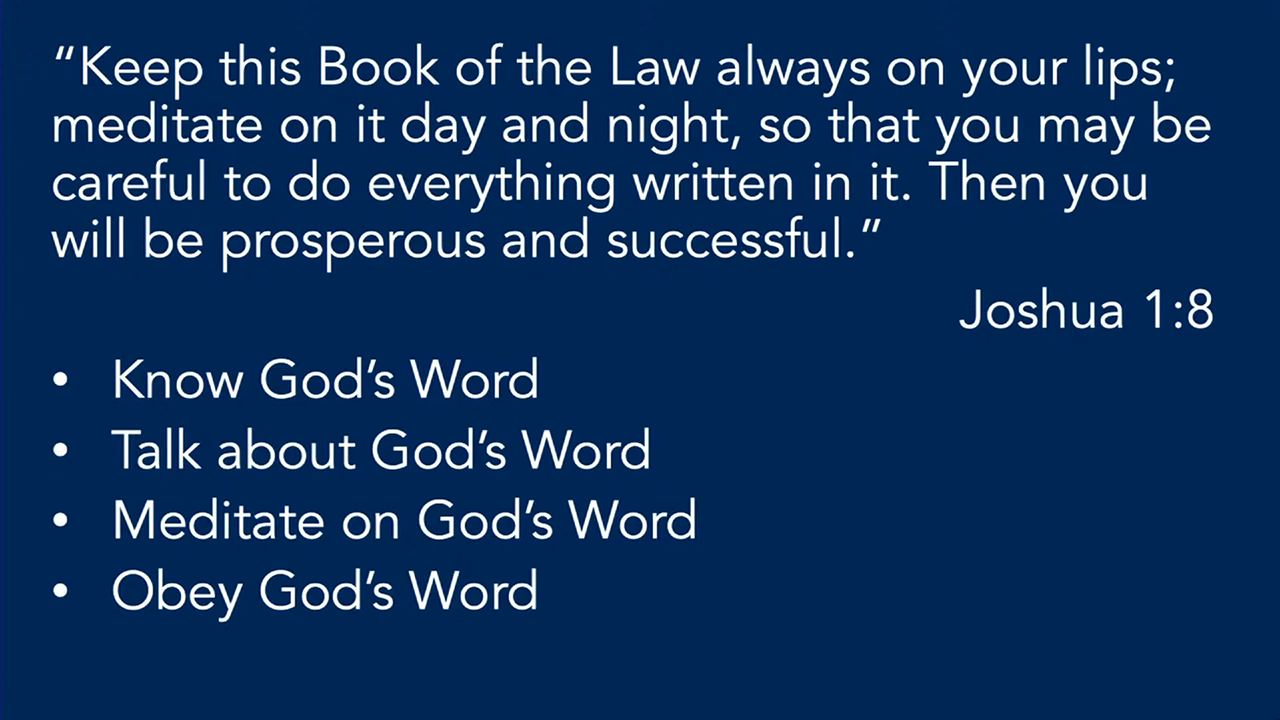 “Keep this Book of the Law always on your lips;
meditate on it day and night, so that you may be
careful to do everything written in it. Then you
will be prosperous and successful.”
Joshua 1:8
• Know God’s Word
• Talk about God’s Word
• Meditate on God’s Word
• Obey God’s Word